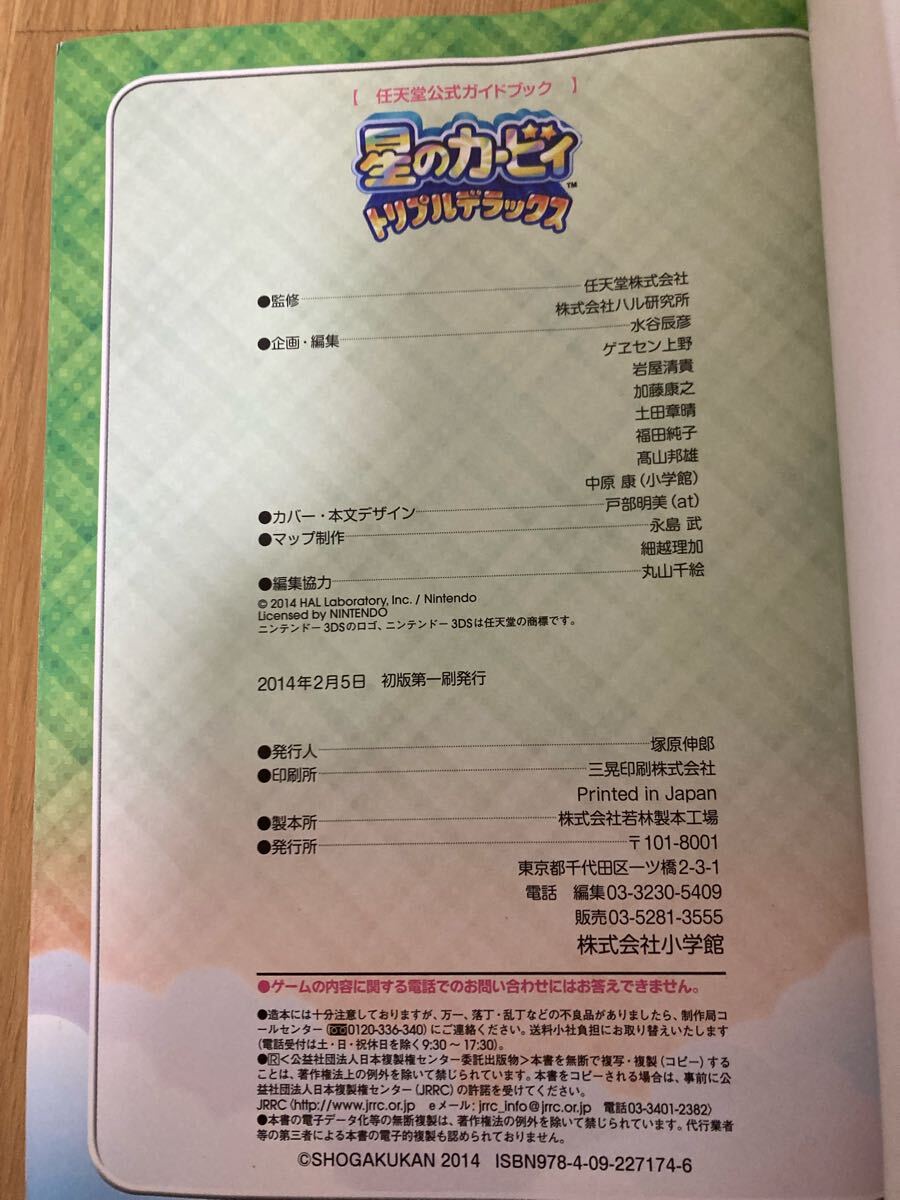 【 任天堂公式ガイドブック 】
星のカービィ
トリプルデラックス™
●監修 任天堂株式会社
株式会社ハル研究所
●企画・編集 水谷辰彦
ゲヱセン上野
岩屋清貴
加藤康之
土田章晴
福田純子
髙山邦雄
中原 康(小学館)
●カバー・本文デザイン 戸部明美(at)
●マップ制作 永島 武
細越理加
●編集協力 丸山千絵
© 2014 HAL Laboratory, Inc. / Nintendo
Licensed by NINTENDO
ニンテンドー3DSのロゴ、ニンテンドー3DSは任天堂の商標です。
2014年2月5日 初版第一刷発行
●発行人 塚原伸郎
●印刷所 三晃印刷株式会社
Printed in Japan
●製本所 株式会社若林製本工場
●発行所 〒101-8001
東京都千代田区一ツ橋2-3-1
電話 編集03-3230-5409
販売03-5281-3555
株式会社小学館
●ゲームの内容に関する電話でのお問い合わせにはお答えできません。
●造本には十分注意しておりますが、万一、落丁・乱丁などの不良品がありましたら、制作局コ
ールセンター(0120-336-340)にご連絡ください。送料小社負担にお取り替えいたします
(電話受付は土・日・祝休日を除く9:30〜17:30)。
●R<公益社団法人日本複製権センター委託出版物>本書を無断で複写・複製(コピー)する
ことは、著作権法上の例外を除いて禁じられています。本書をコピーされる場合は、事前に公
益社団法人日本複製権センター(JRRC)の許諾を受けてください。
JRRC〈http://www.jrrc.or.jp eメール:jrrc_info@jrrc.or.jp 電話03-3401-2382〉
●本書の電子データ化等の無断複製は、著作権法の例外を除いて禁じられています。代行業者
等の第三者による本書の電子的複製も認められておりません。
©SHOGAKUKAN 2014 ISBN978-4-09-227174-6